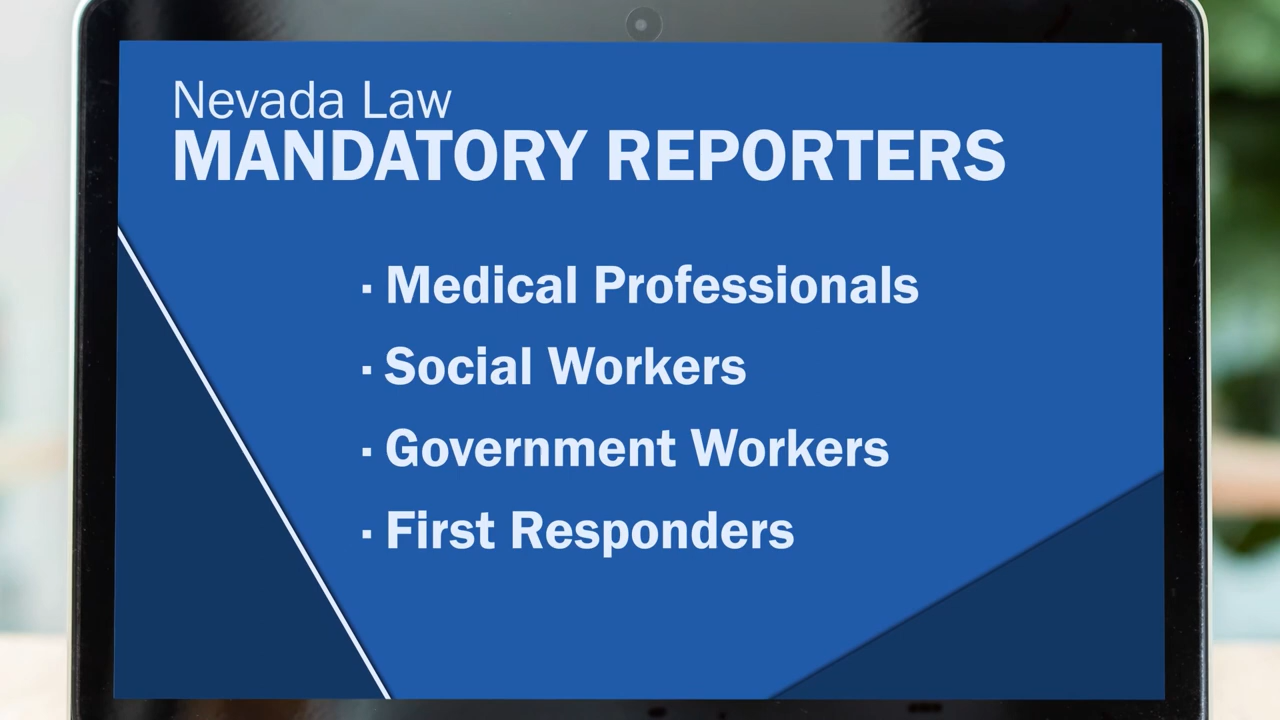 Nevada Law
MANDATORY REPORTERS
· Medical Professionals
· Social Workers
· Government Workers
· First Responders